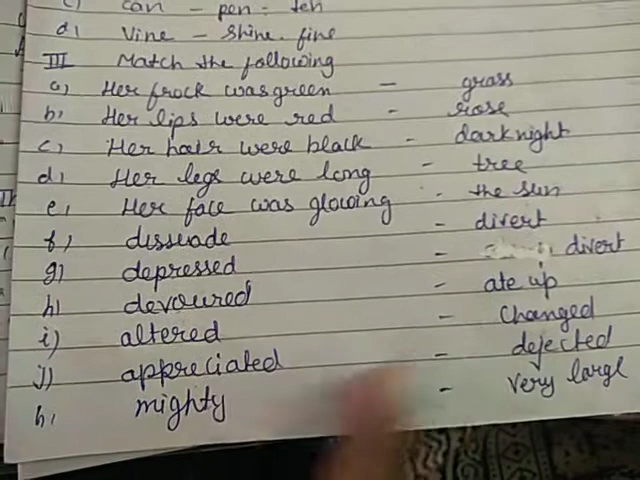 c) can - pen - ten
d) Vine - Shine - fine
III Match the following
a) Her frock was green - grass
b) Her lips were red - rose
c) Her hair were black - dark night
d) Her legs were long - tree
e) Her face was glowing - the sun
f) dissuade - divert
g) depressed - divert
h) devoured - ate up
i) altered - Changed
j) appreciated - dejected
h) mighty - very large